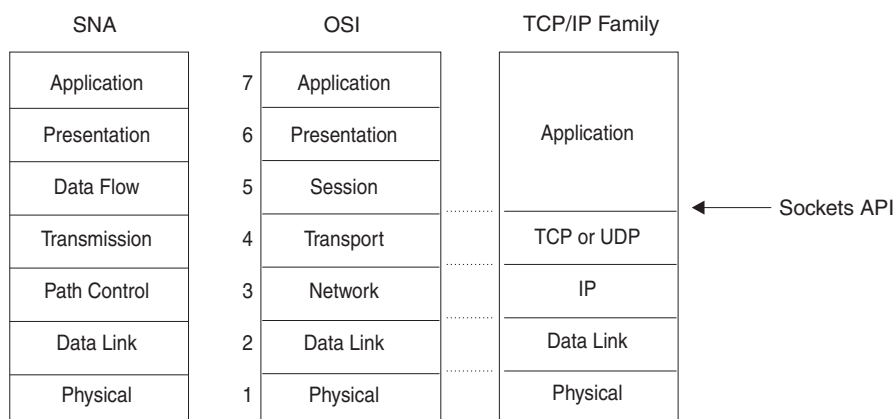 SNA OSI TCP/IP Family
Application 7 Application
Presentation 6 Presentation Application
Data Flow 5 Session
Sockets API
Transmission 4 Transport TCP or UDP
Path Control 3 Network IP
Data Link 2 Data Link Data Link
Physical 1 Physical Physical